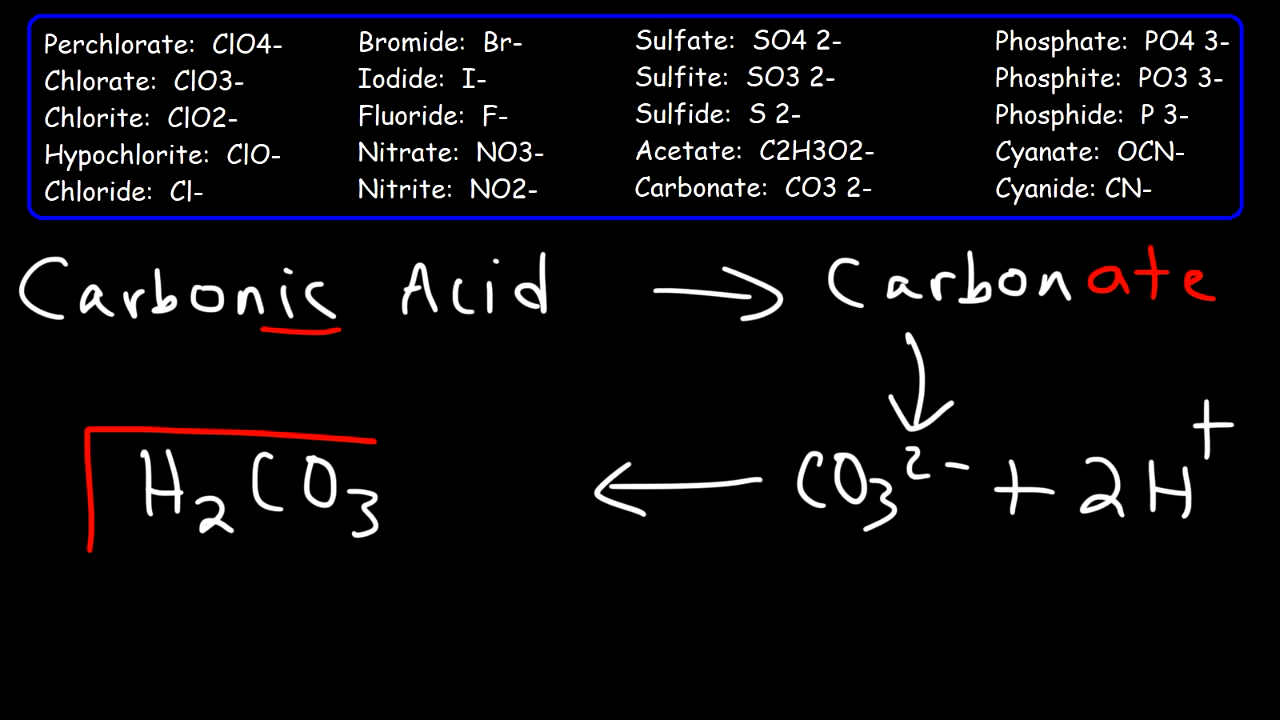 Perchlorate: ClO4- Bromide: Br- Sulfate: SO4 2- Phosphate: PO4 3-
Chlorate: ClO3- Iodide: I- Sulfite: SO3 2- Phosphite: PO3 3-
Chlorite: ClO2- Fluoride: F- Sulfide: S 2- Phosphide: P 3-
Hypochlorite: ClO- Nitrate: NO3- Acetate: C2H3O2- Cyanate: OCN-
Chloride: Cl- Nitrite: NO2- Carbonate: CO3 2- Cyanide: CN-
Carbonic Acid → Carbonate
↓
H₂CO₃ ← CO₃²⁻ + 2H⁺